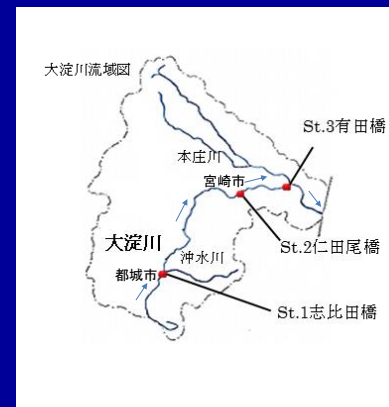 大淀川流域図
St.3有田橋
本庄川
宮崎市
St.2仁田尾橋
大淀川
沖水川
都城市
St.1志比田橋